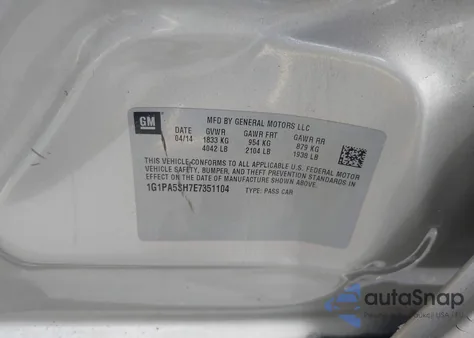 GM
MFD BY GENERAL MOTORS LLC
DATE GVWR GAWR FRT GAWR RR
04/14 1833 KG 954 KG 879 KG
4042 LB 2104 LB 1938 LB
THIS VEHICLE CONFORMS TO ALL APPLICABLE U.S. FEDERAL MOTOR
VEHICLE SAFETY, BUMPER, AND THEFT PREVENTION STANDARDS
IN EFFECT ON THE DATE OF MANUFACTURE SHOWN ABOVE.
1G1PA5SH7E7351104 TYPE: PASS CAR
autoSnap